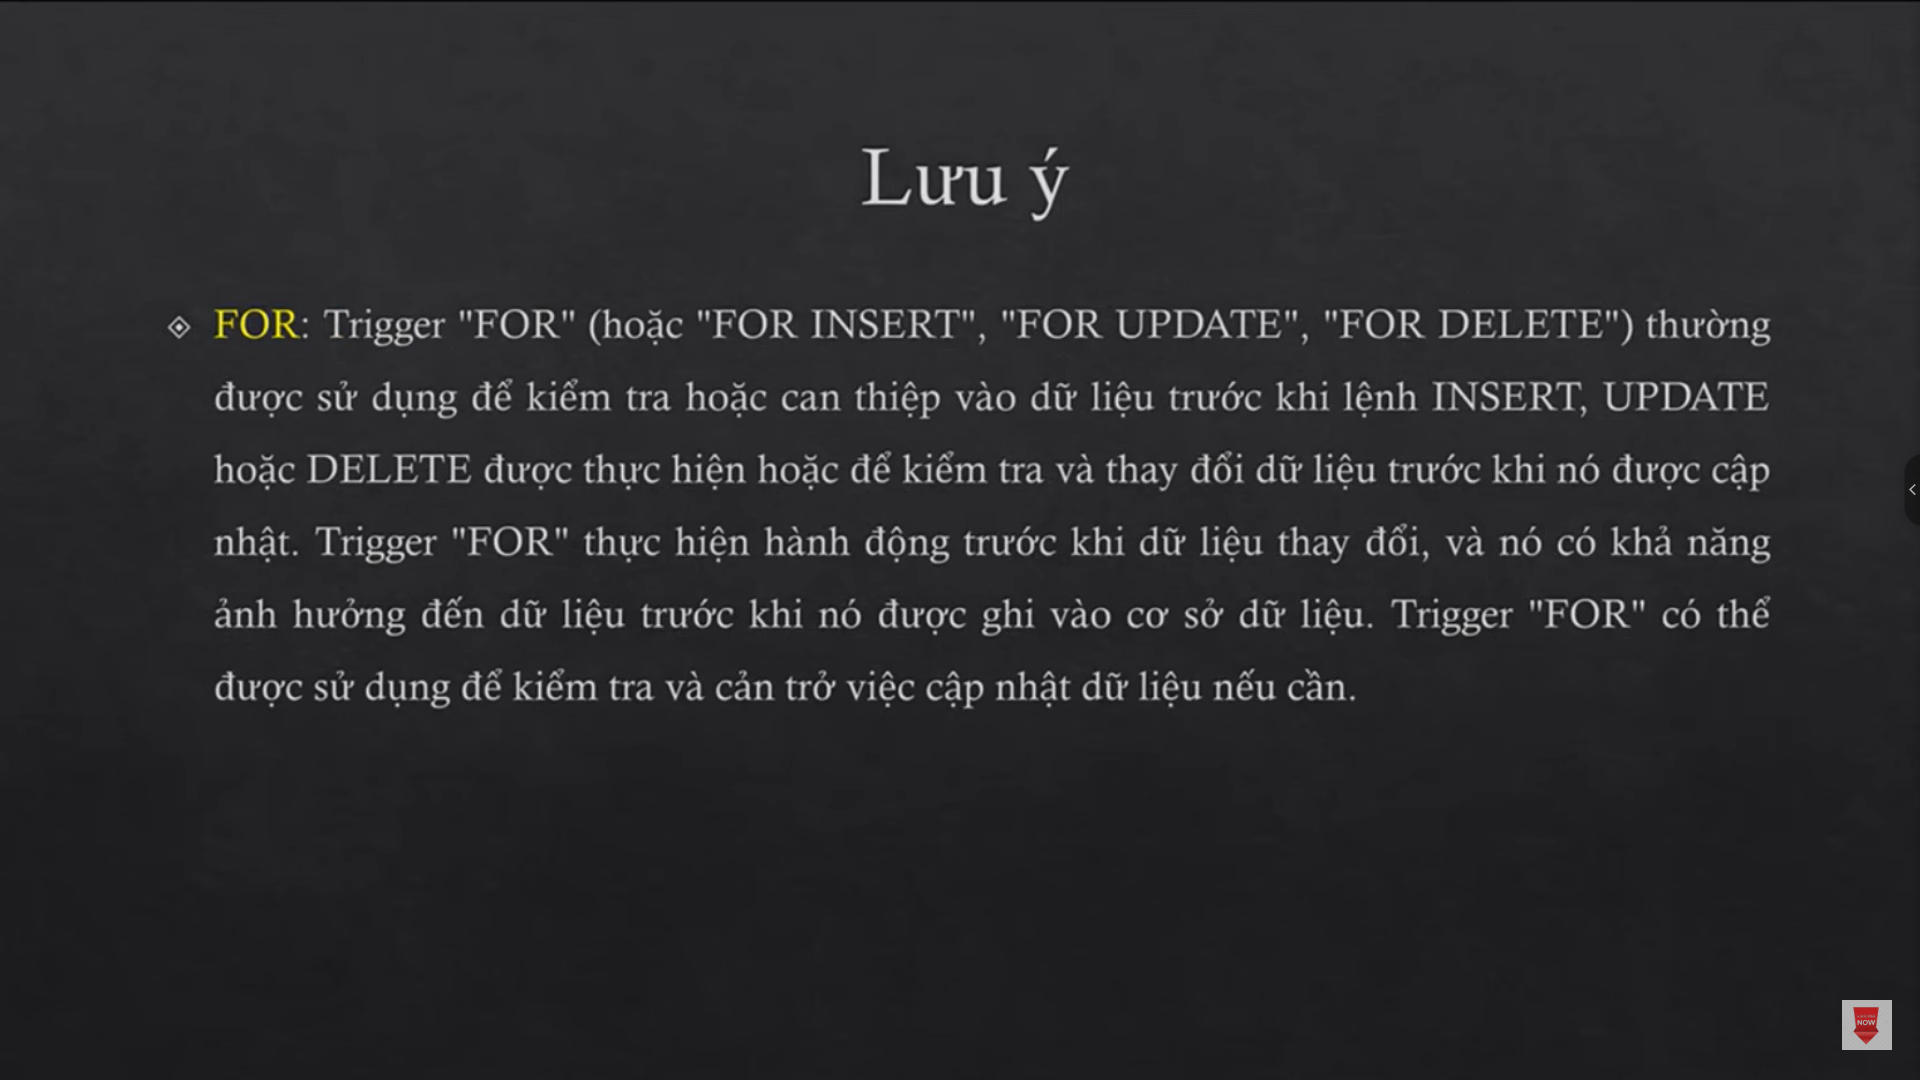 Lưu ý
FOR: Trigger "FOR" (hoặc "FOR INSERT", "FOR UPDATE", "FOR DELETE") thường
được sử dụng để kiểm tra hoặc can thiệp vào dữ liệu trước khi lệnh INSERT, UPDATE
hoặc DELETE được thực hiện hoặc để kiểm tra và thay đổi dữ liệu trước khi nó được cập
nhật. Trigger "FOR" thực hiện hành động trước khi dữ liệu thay đổi, và nó có khả năng
ảnh hưởng đến dữ liệu trước khi nó được ghi vào cơ sở dữ liệu. Trigger "FOR" có thể
được sử dụng để kiểm tra và cản trở việc cập nhật dữ liệu nếu cần.
NOW